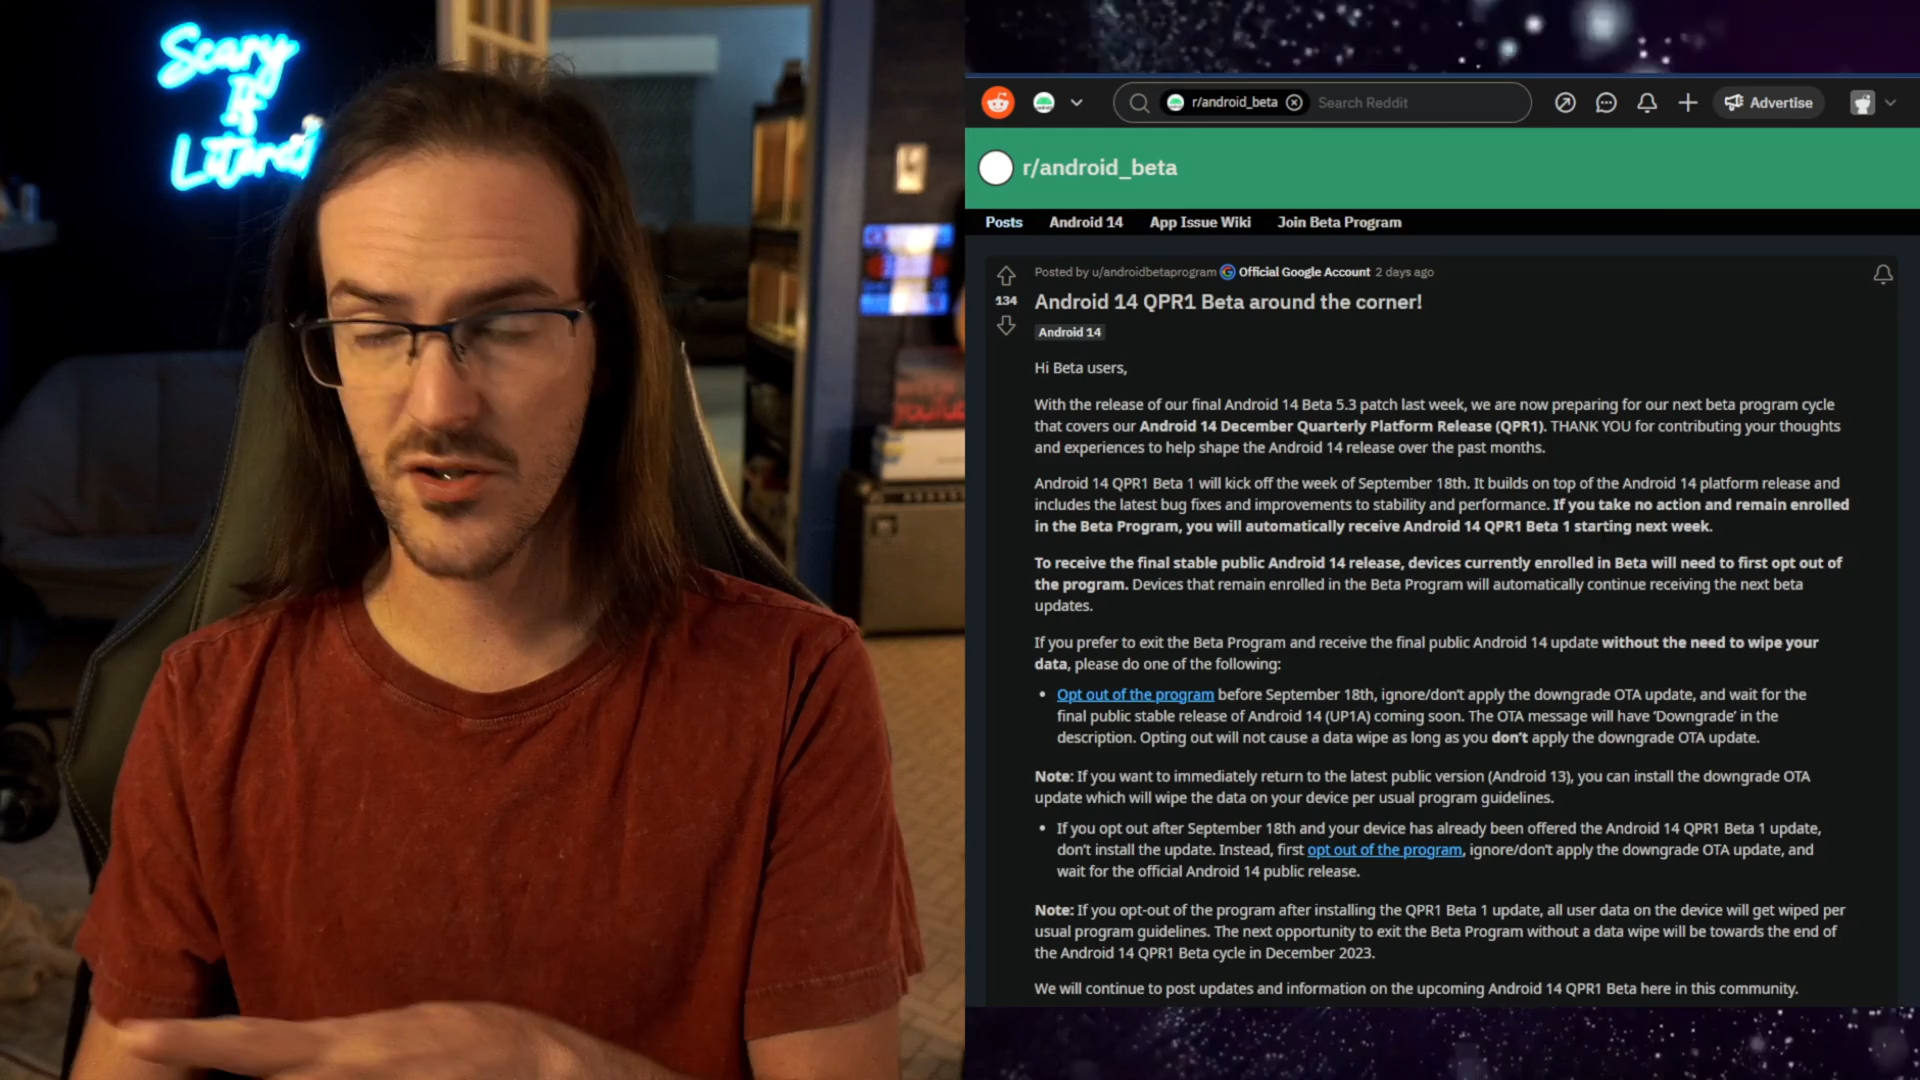 Scary
If
Literal
r/android_beta
Search Reddit
Advertise
r/android_beta
Posts
Android 14
App Issue Wiki
Join Beta Program
Posted by u/androidbetaprogram Official Google Account 2 days ago
134
Android 14 QPR1 Beta around the corner!
Android 14
Hi Beta users,
With the release of our final Android 14 Beta 5.3 patch last week, we are now preparing for our next beta program cycle
that covers our Android 14 December Quarterly Platform Release (QPR1). THANK YOU for contributing your thoughts
and experiences to help shape the Android 14 release over the past months.
Android 14 QPR1 Beta 1 will kick off the week of September 18th. It builds on top of the Android 14 platform release and
includes the latest bug fixes and improvements to stability and performance. If you take no action and remain enrolled
in the Beta Program, you will automatically receive Android 14 QPR1 Beta 1 starting next week.
To receive the final stable public Android 14 release, devices currently enrolled in Beta will need to first opt out of
the program. Devices that remain enrolled in the Beta Program will automatically continue receiving the next beta
updates.
If you prefer to exit the Beta Program and receive the final public Android 14 update without the need to wipe your
data, please do one of the following:
• Opt out of the program before September 18th, ignore/don't apply the downgrade OTA update, and wait for the
final public stable release of Android 14 (UP1A) coming soon. The OTA message will have 'Downgrade' in the
description. Opting out will not cause a data wipe as long as you don't apply the downgrade OTA update.
Note: If you want to immediately return to the latest public version (Android 13), you can install the downgrade OTA
update which will wipe the data on your device per usual program guidelines.
• If you opt out after September 18th and your device has already been offered the Android 14 QPR1 Beta 1 update,
don't install the update. Instead, first opt out of the program, ignore/don't apply the downgrade OTA update, and
wait for the official Android 14 public release.
Note: If you opt-out of the program after installing the QPR1 Beta 1 update, all user data on the device will get wiped per
usual program guidelines. The next opportunity to exit the Beta Program without a data wipe will be towards the end of
the Android 14 QPR1 Beta cycle in December 2023.
We will continue to post updates and information on the upcoming Android 14 QPR1 Beta here in this community.